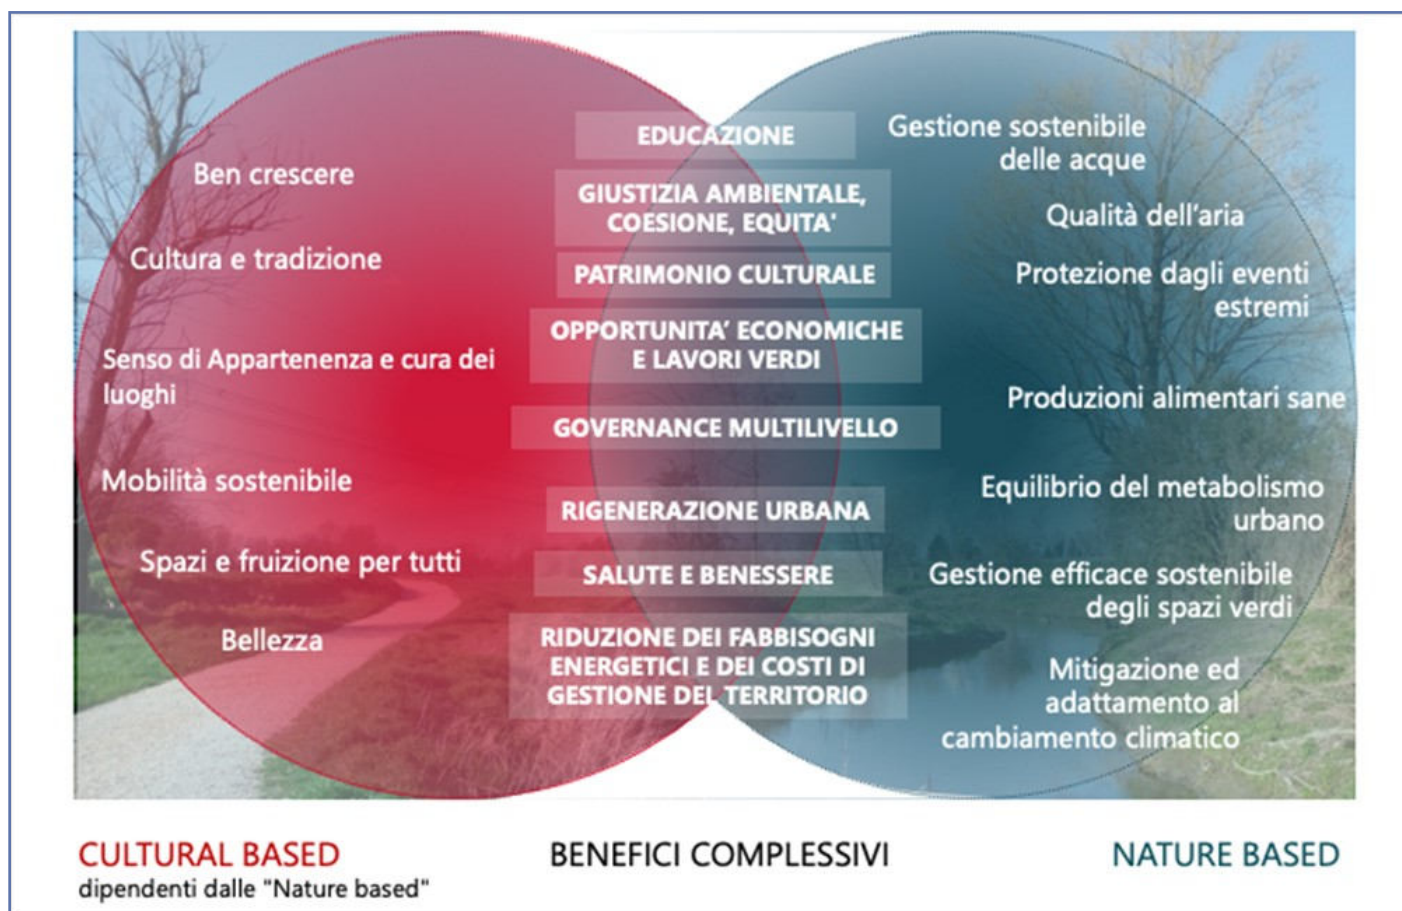 Ben crescere
Cultura e tradizione
Senso di Appartenenza e cura dei
luoghi
Mobilità sostenibile
Spazi e fruizione per tutti
Bellezza
EDUCAZIONE
GIUSTIZIA AMBIENTALE,
COESIONE, EQUITA'
PATRIMONIO CULTURALE
OPPORTUNITA’ ECONOMICHE
E LAVORI VERDI
GOVERNANCE MULTILIVELLO
RIGENERAZIONE URBANA
SALUTE E BENESSERE
RIDUZIONE DEI FABBISOGNI
ENERGETICI E DEI COSTI DI
GESTIONE DEL TERRITORIO
Gestione sostenibile
delle acque
Qualità dell’aria
Protezione dagli eventi
estremi
Produzioni alimentari sane
Equilibrio del metabolismo
urbano
Gestione efficace sostenibile
degli spazi verdi
Mitigazione ed
adattamento al
cambiamento climatico
CULTURAL BASED
dipendenti dalle "Nature based"
BENEFICI COMPLESSIVI
NATURE BASED